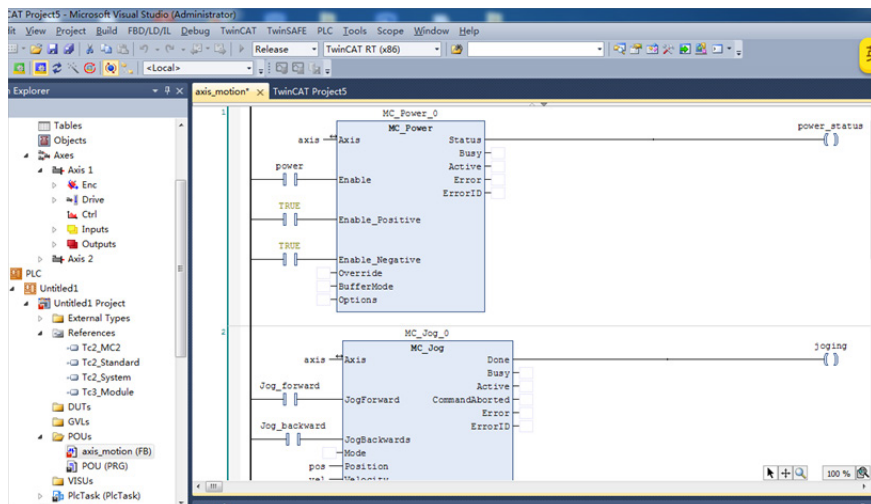 CAT Project5 - Microsoft Visual Studio (Administrator)
dit View Project Build FBD/LD/IL Debug TwinCAT TwinSAFE PLC Tools Scope Window Help
Release TwinCAT RT (x86)
<Local>
n Explorer
axis_motion* TwinCAT Project5
Tables
Objects
Axes
Axis 1
Enc
Drive
Ctrl
Inputs
Outputs
Axis 2
PLC
Untitled1
Untitled1 Project
External Types
References
Tc2_MC2
Tc2_Standard
Tc2_System
Tc3_Module
DUTs
GVLs
POUs
axis_motion (FB)
POU (PRG)
VISUs
PlcTask (PlcTask)
1
MC_Power_0
MC_Power
power_status
axis Axis Status
Busy
power Active
Enable Error
ErrorID
TRUE
Enable_Positive
TRUE
Enable_Negative
Override
BufferMode
Options
2
MC_Jog_0
MC_Jog
joging
axis Axis Done
Busy
Jog_forward Active
JogForward CommandAborted
Error
Jog_backward ErrorID
JogBackwards
Mode
pos Position
vel Velocity
100 %